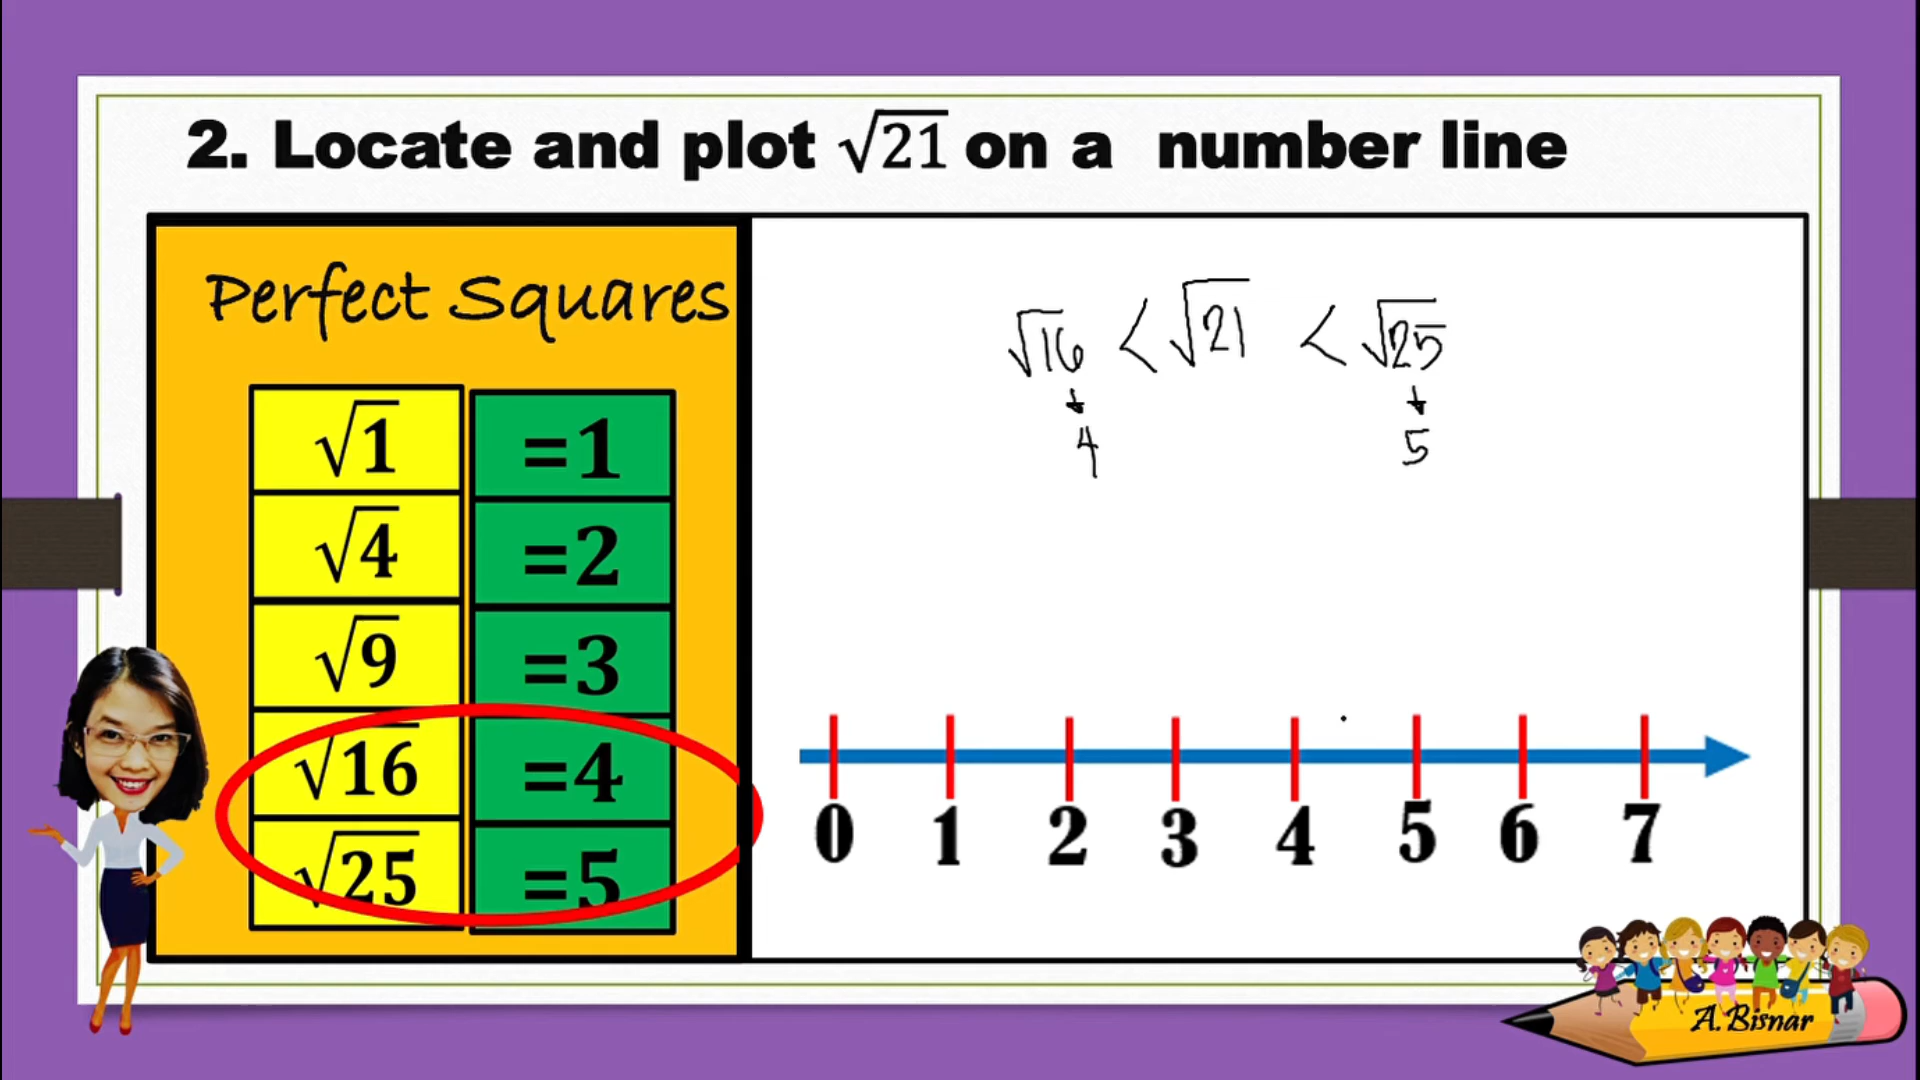 2. Locate and plot √21 on a number line
Perfect Squares
√1 =1
√4 =2
√9 =3
√16 =4
√25 =5
√16 < √21 < √25
4 5
0 1 2 3 4 5 6 7
A. Bisnar